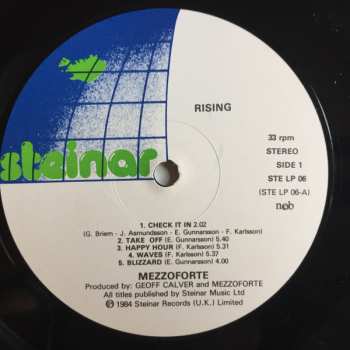 RISING
steinar
33 rpm
STEREO
SIDE 1
STE LP 06
(STE LP 06-A)
ncb
1. CHECK IT IN 2.02
(G. Briem - J. Asmundsson - E. Gunnarsson - F. Karlsson)
2. TAKE OFF (E. Gunnarsson) 5.40
3. HAPPY HOUR (F. Karlsson) 5.31
4. WAVES (F. Karlsson) 5.37
5. BLIZZARD (E. Gunnarsson) 4.00
MEZZOFORTE
Produced by: GEOFF CALVER and MEZZOFORTE
All titles published by Steinar Music Ltd
℗ 1984 Steinar Records (U.K.) Limited